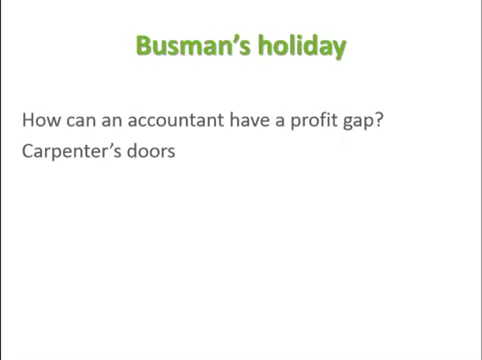 Busman’s holiday
How can an accountant have a profit gap?
Carpenter’s doors